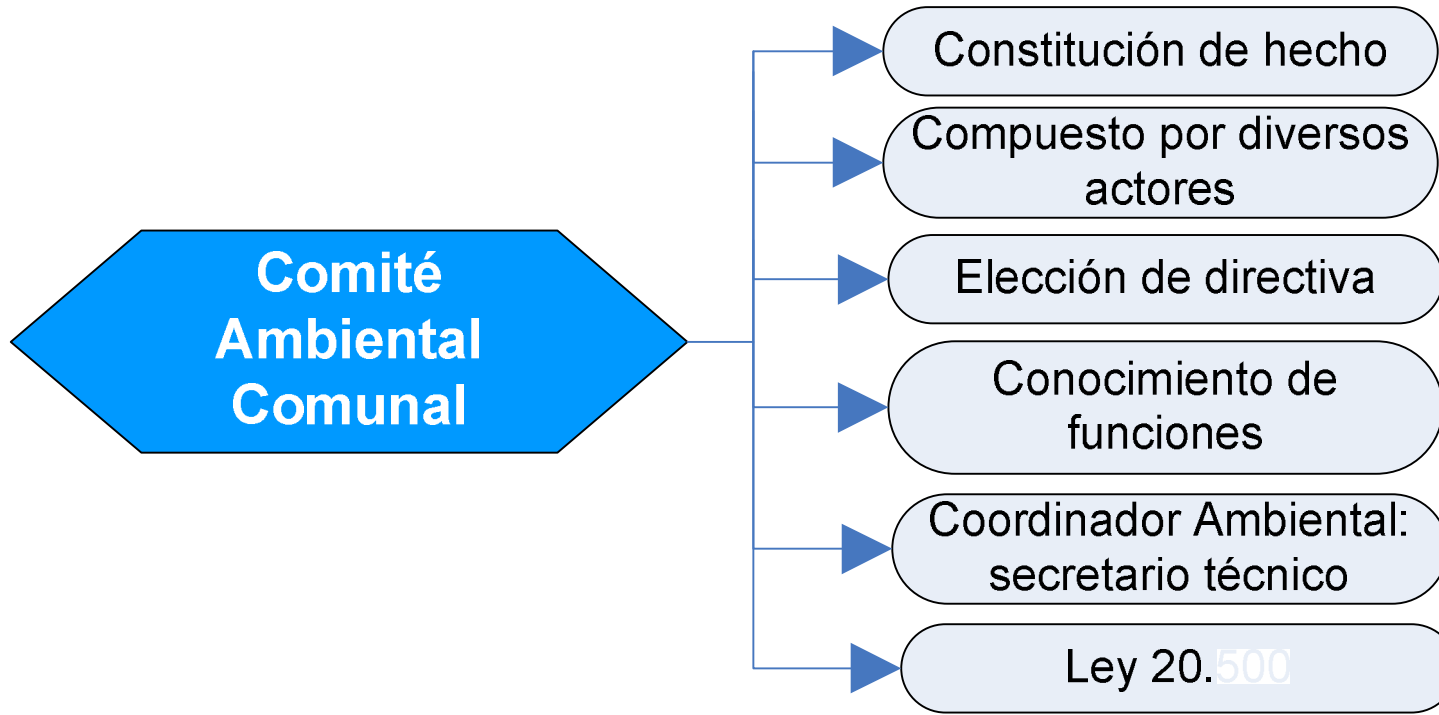 Comité
Ambiental
Comunal
Constitución de hecho
Compuesto por diversos
actores
Elección de directiva
Conocimiento de
funciones
Coordinador Ambiental:
secretario técnico
Ley 20.500